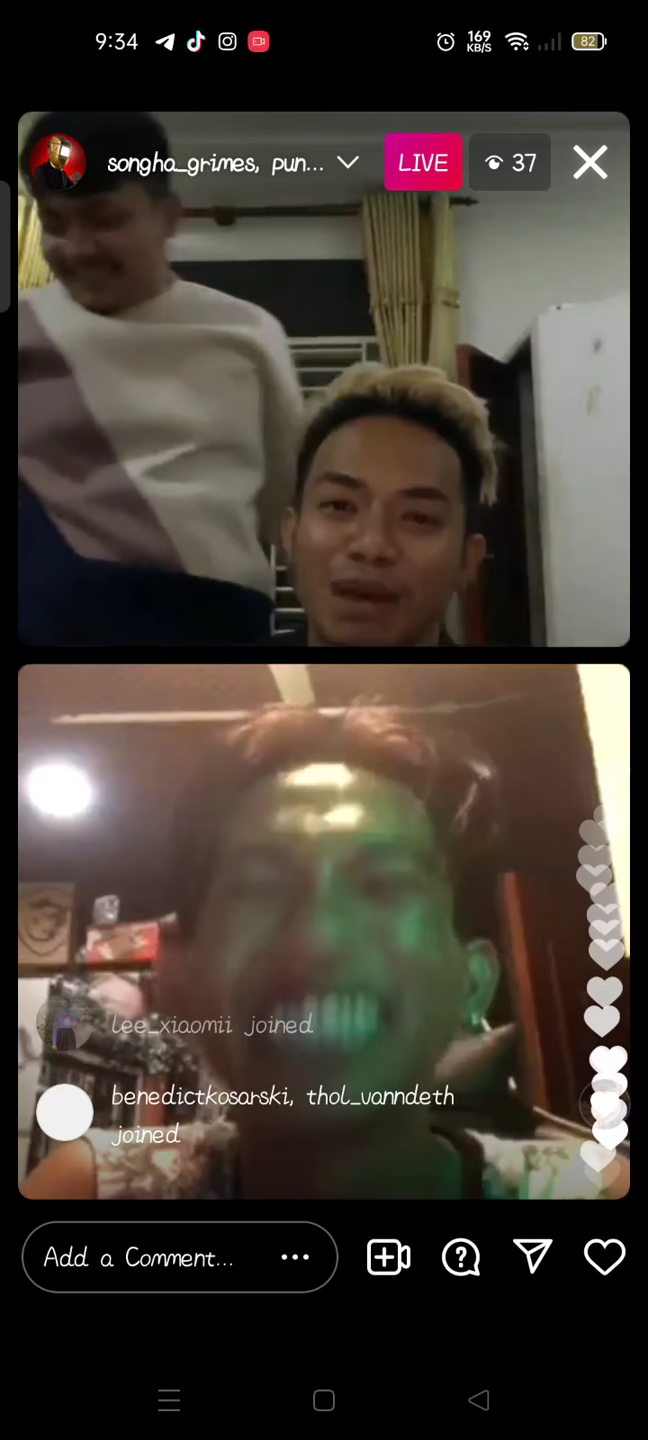 9:34
169
KB/S
82
songha_grimes, pun...
LIVE
37
lee_xiaomii joined
benedictkosarski, thol_vanndeth
joined
Add a Comment...